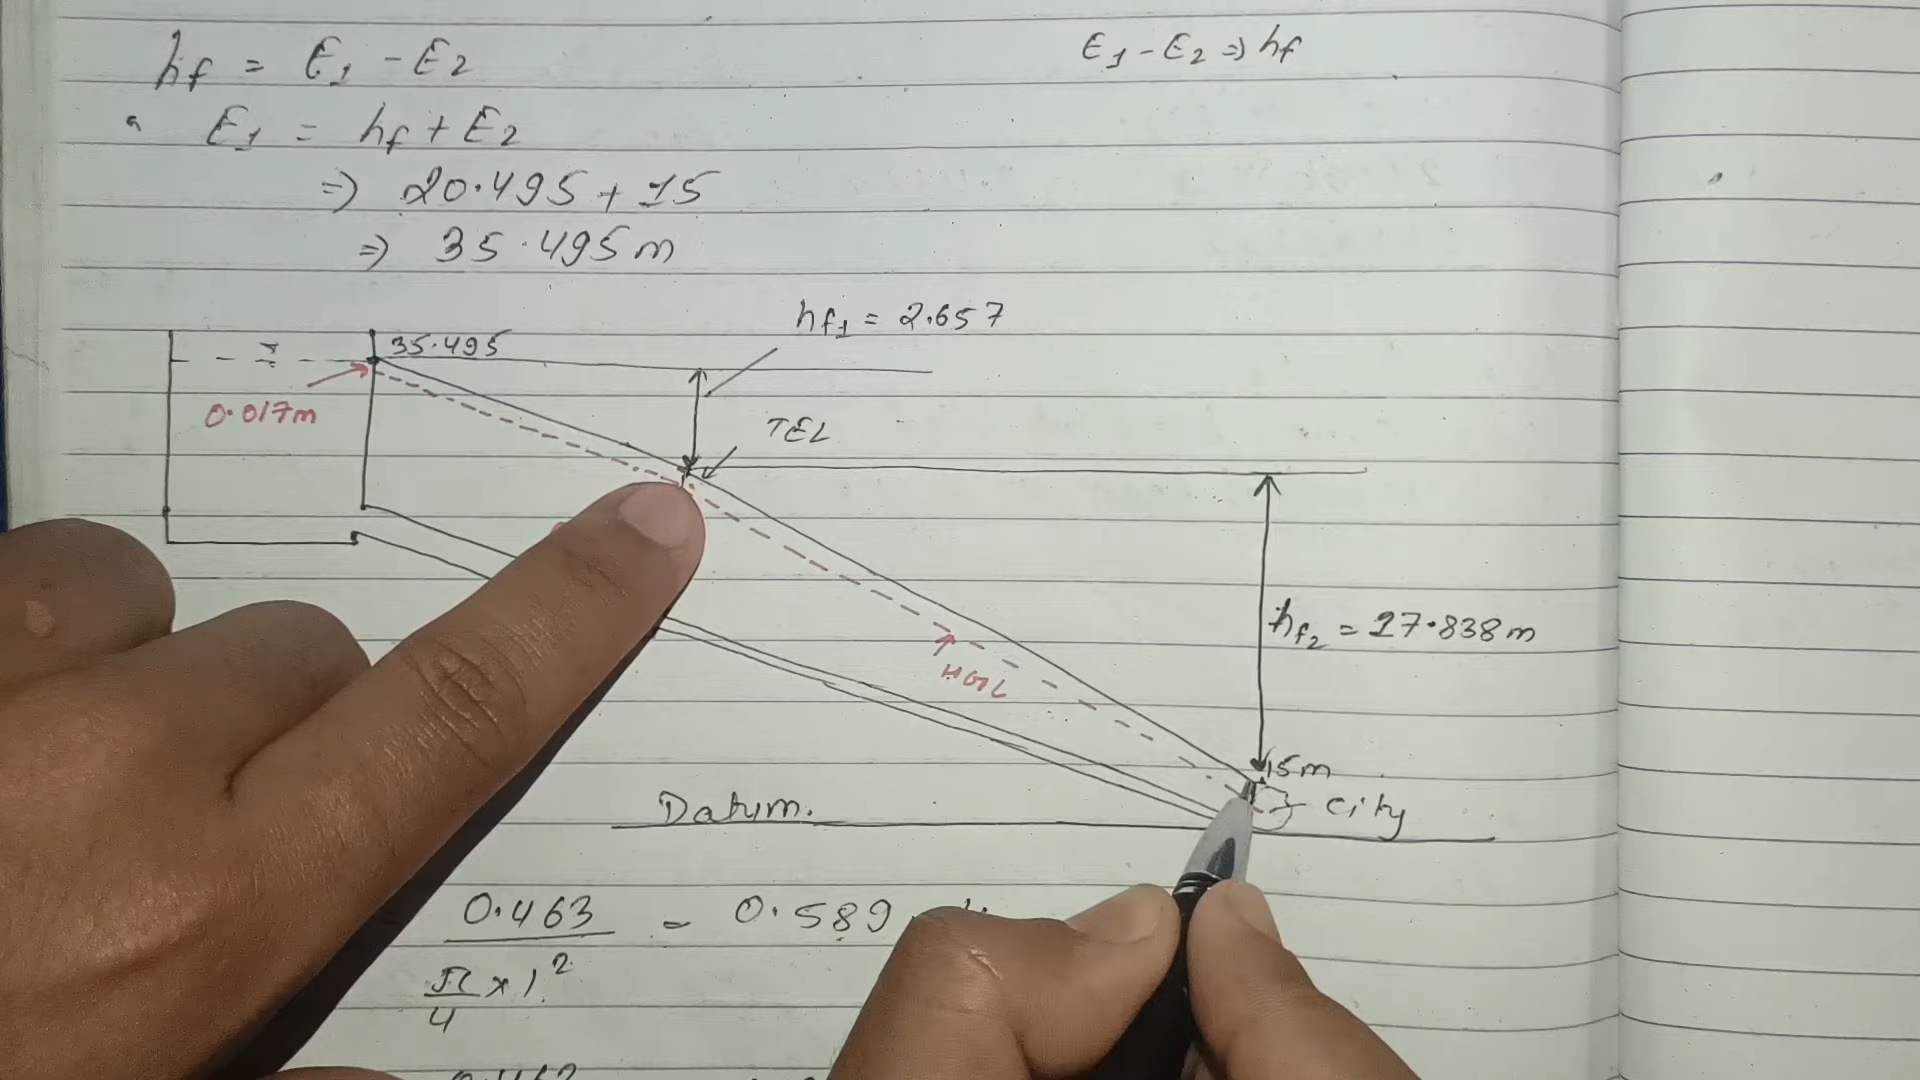 hf = E1 - E2
E1 - E2 => hf
E1 = hf + E2
=> 20.495 + 15
=> 35.495 m
hf1 = 2.657
35.495
0.017m
TEL
hf2 = 17.838 m
HGL
15m
City
Datum.
0.463 = 0.589
π/4 x 1²